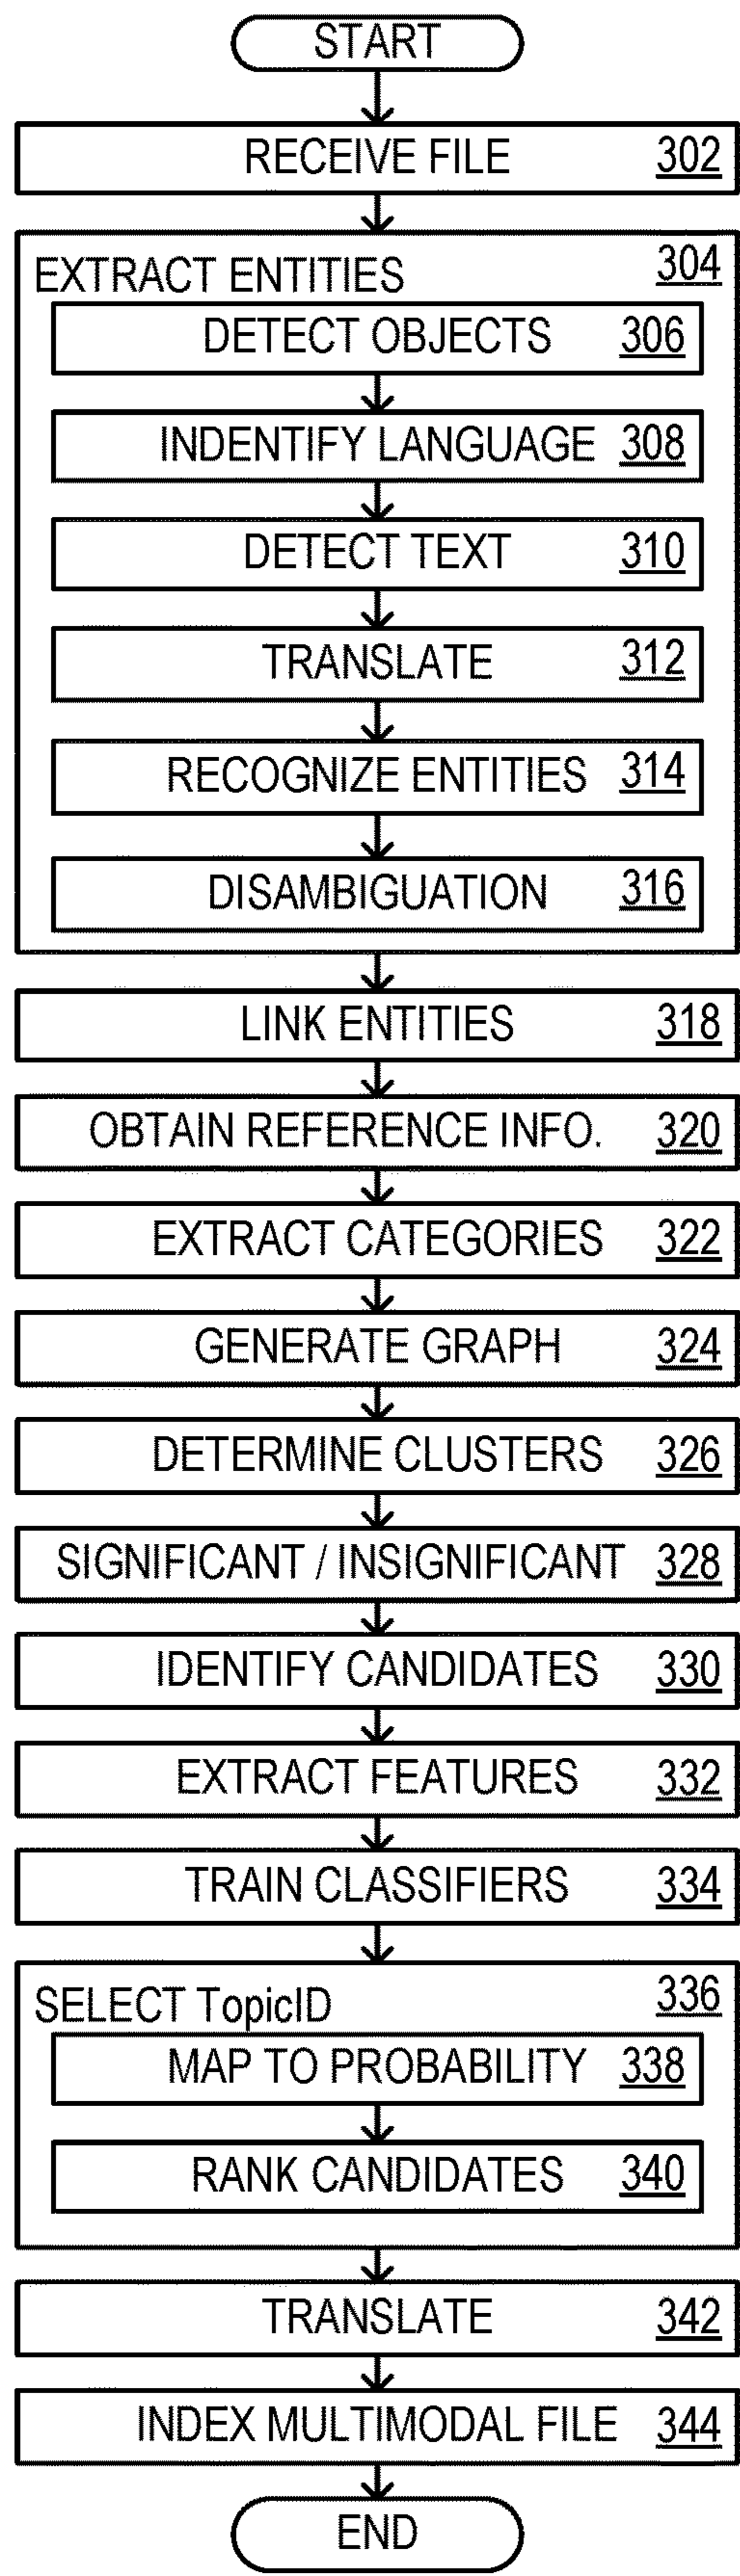 START
RECEIVE FILE 302
EXTRACT ENTITIES 304
DETECT OBJECTS 306
INDENTIFY LANGUAGE 308
DETECT TEXT 310
TRANSLATE 312
RECOGNIZE ENTITIES 314
DISAMBIGUATION 316
LINK ENTITIES 318
OBTAIN REFERENCE INFO. 320
EXTRACT CATEGORIES 322
GENERATE GRAPH 324
DETERMINE CLUSTERS 326
SIGNIFICANT / INSIGNIFICANT 328
IDENTIFY CANDIDATES 330
EXTRACT FEATURES 332
TRAIN CLASSIFIERS 334
SELECT TopicID 336
MAP TO PROBABILITY 338
RANK CANDIDATES 340
TRANSLATE 342
INDEX MULTIMODAL FILE 344
END